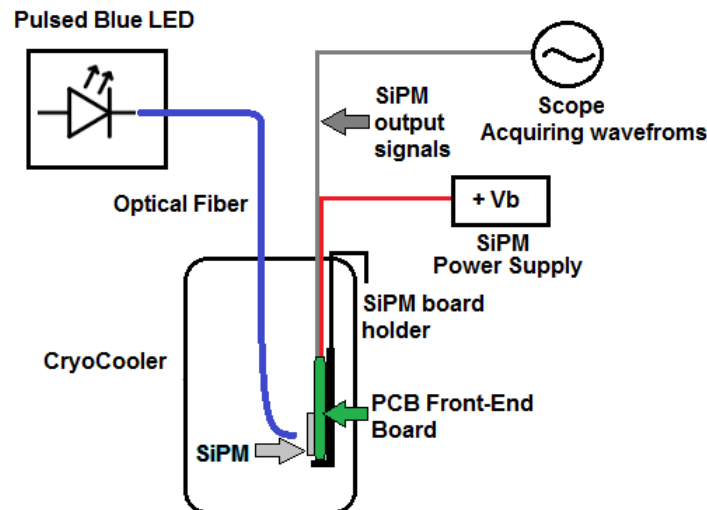 Pulsed Blue LED
SiPM
output
signals
Scope
Acquiring wavefroms
Optical Fiber
+ Vb
SiPM
Power Supply
SiPM board
holder
CryoCooler
PCB Front-End
Board
SiPM